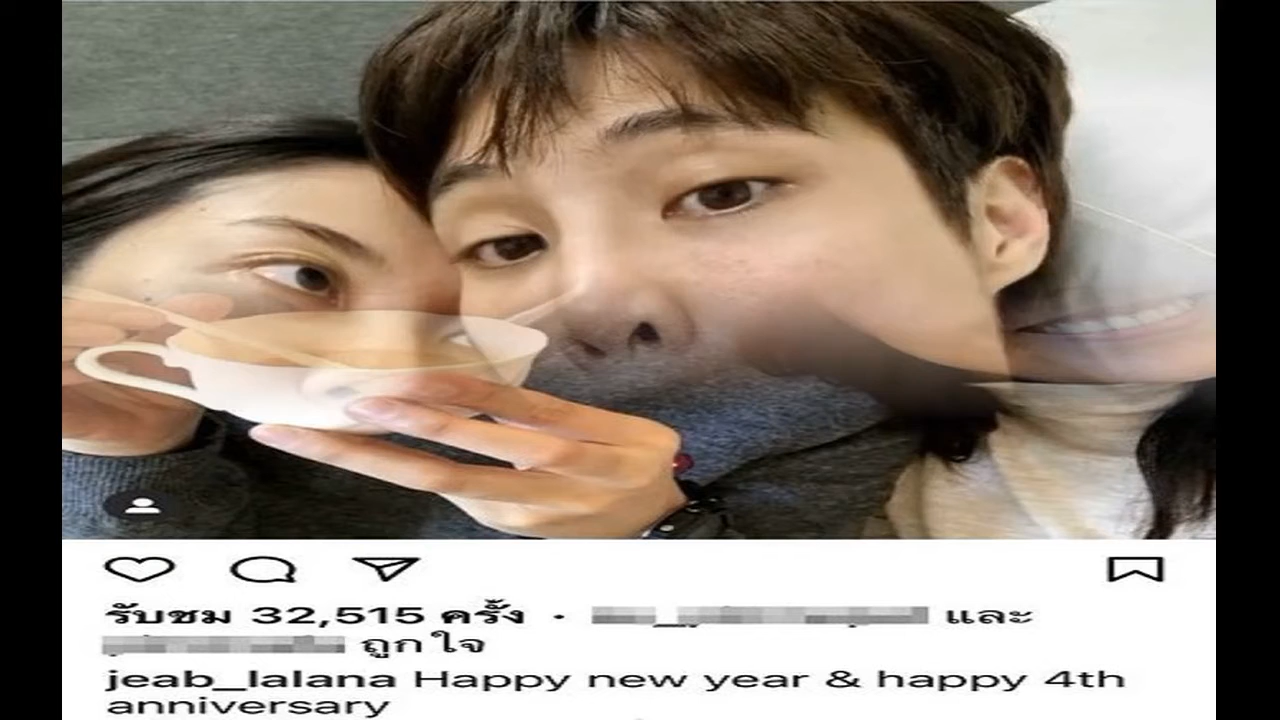 รับชม 32,515 ครั้ง · และ
ถูกใจ
jeab_lalana Happy new year & happy 4th
anniversary